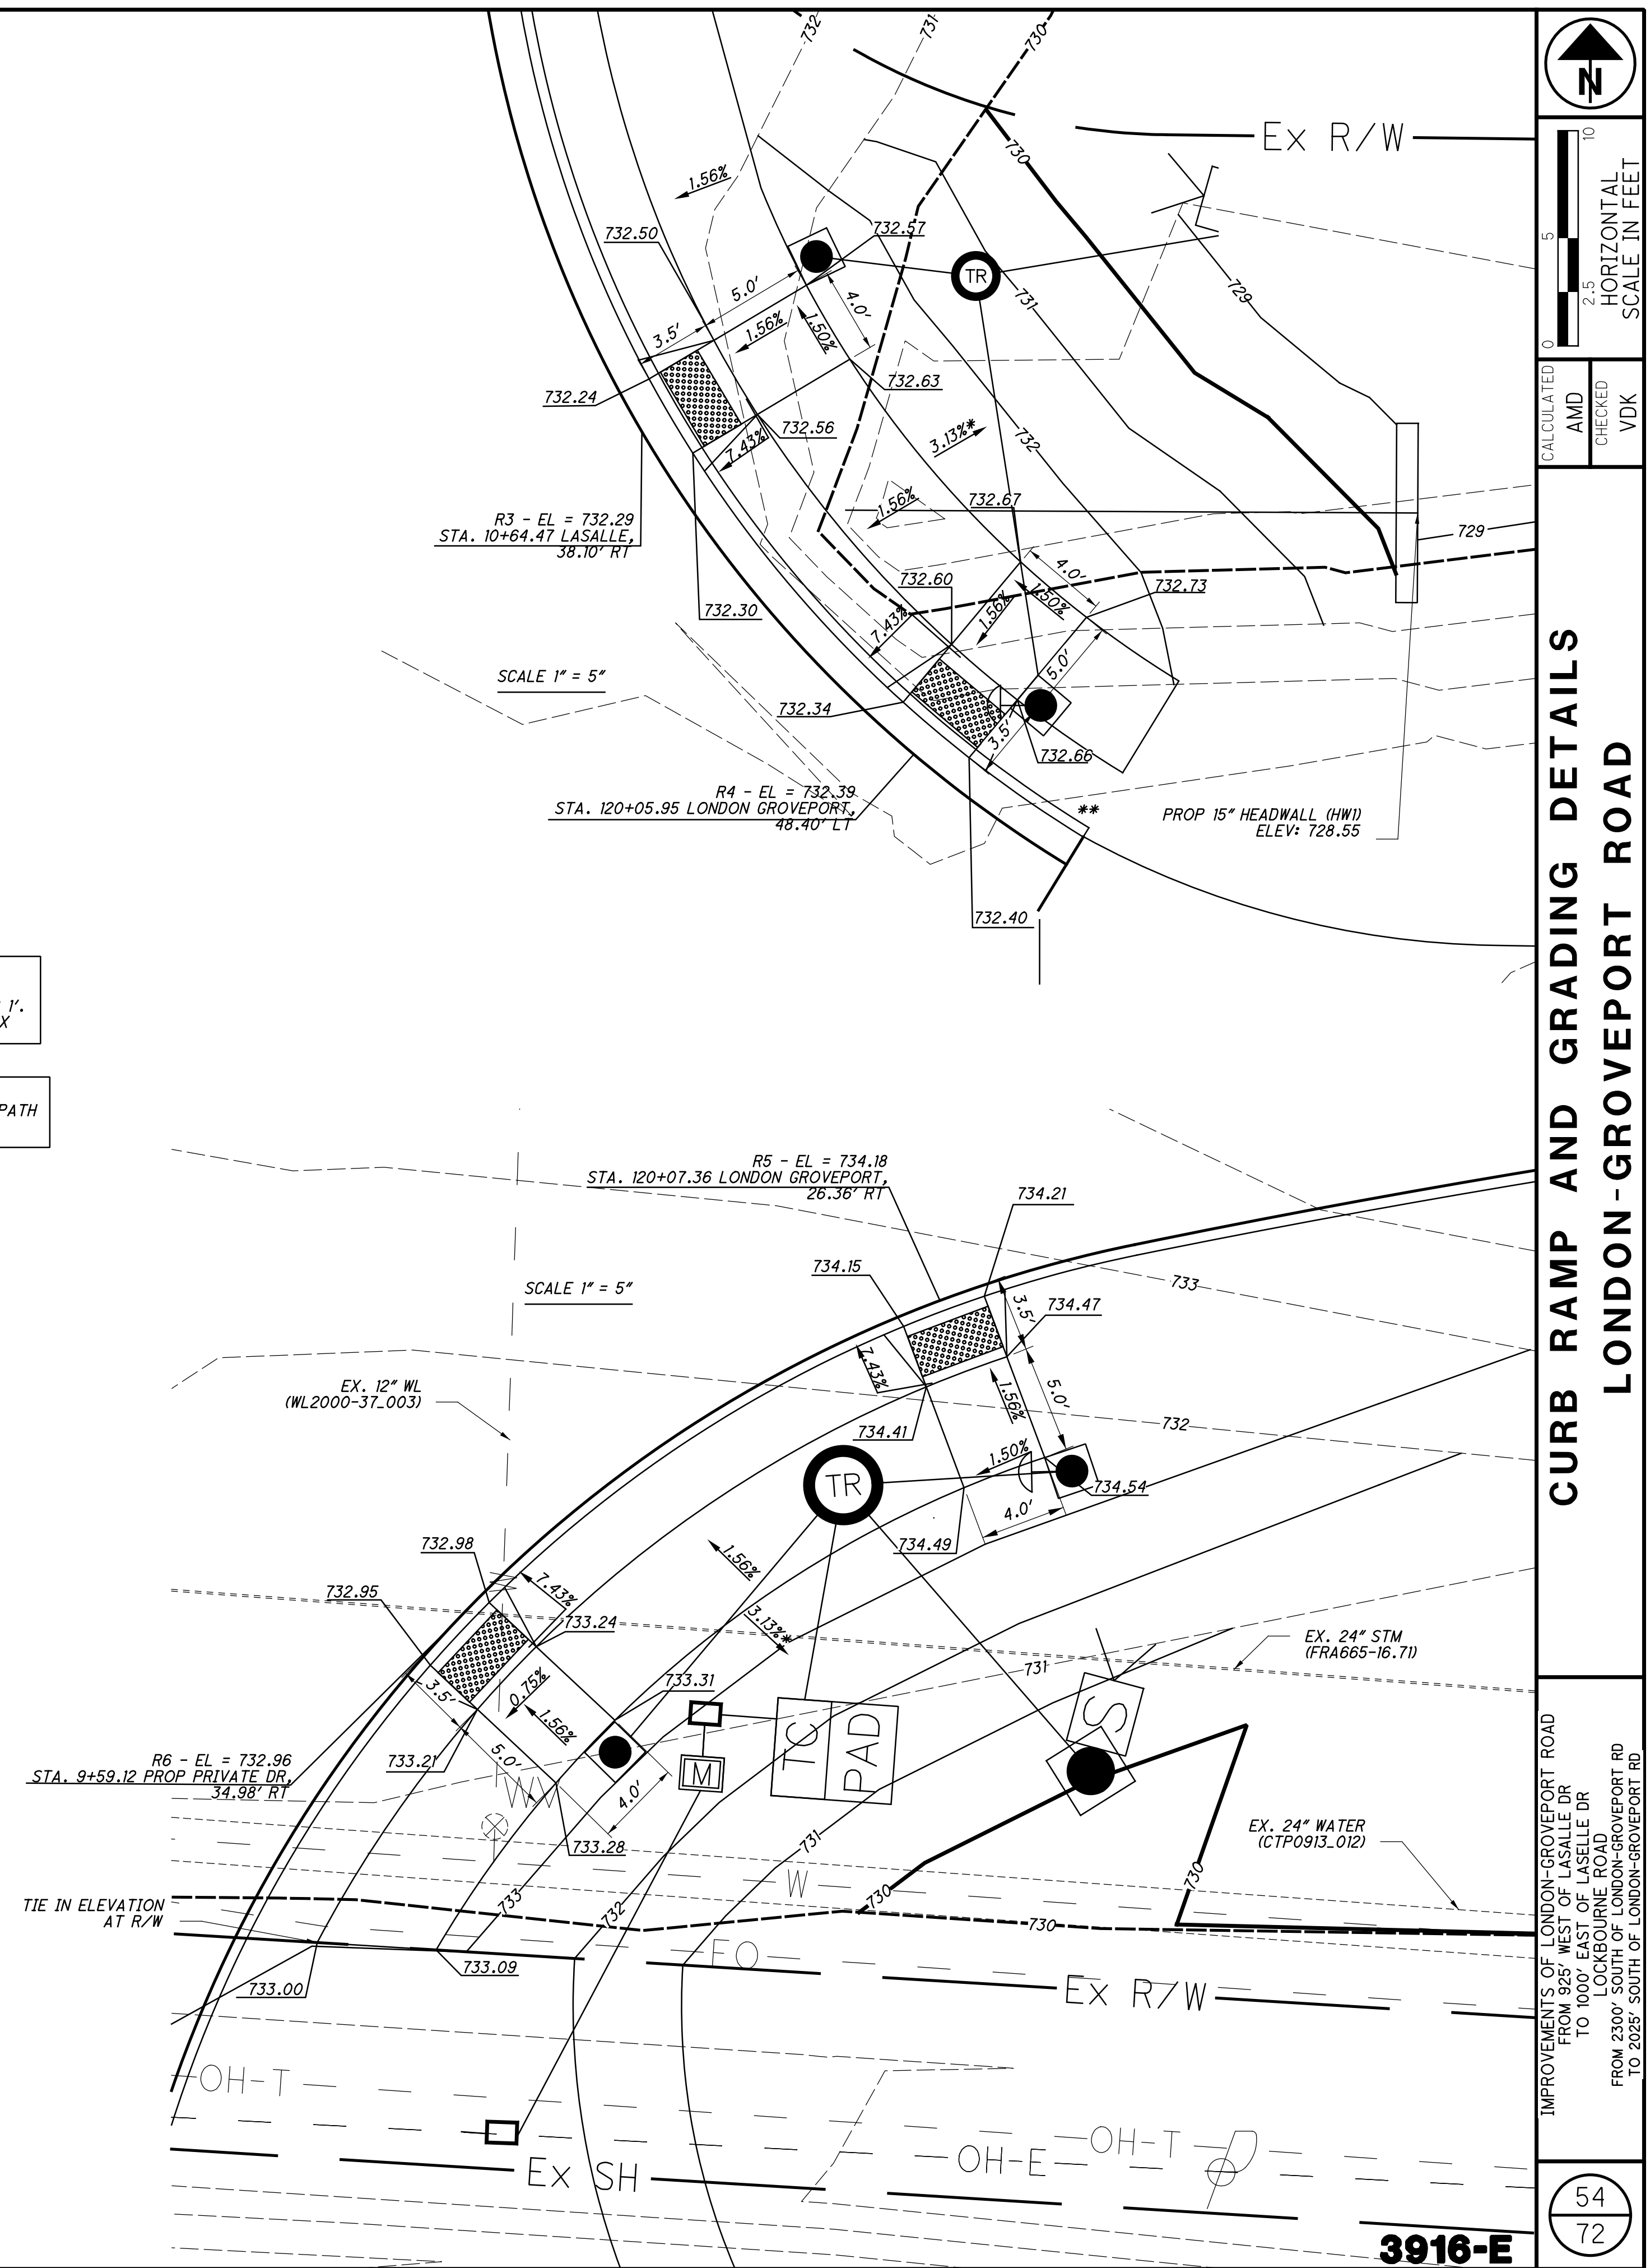 732
731
730
730
Ex R/W
1.56%
732.50
732.57
TR
5.0'
4.0'
3.5'
1.56%
1.50%
731
729
732.24
732.63
732.56
7.43%
3.13%*
732
1.56%
732.67
R3 - EL = 732.29
STA. 10+64.47 LASALLE,
38.10' RT
729
4.0'
732.60
732.73
732.30
7.43%
1.56%
1.50%
5.0'
SCALE 1" = 5"
732.34
3.5'
732.66
R4 - EL = 732.39
STA. 120+05.95 LONDON GROVEPORT,
48.40' LT
**
PROP 15" HEADWALL (HW1)
ELEV: 728.55
732.40
1'.
X
PATH
R5 - EL = 734.18
STA. 120+07.36 LONDON GROVEPORT,
26.36' RT
734.21
734.15
733
SCALE 1" = 5"
3.5'
734.47
7.43%
EX. 12" WL
(WL2000-37_003)
1.56%
5.0'
732
734.41
1.50%
TR
734.54
4.0'
734.49
732.98
1.56%
732.95
7.43%
3.13%*
733.24
EX. 24" STM
(FRA665-16.71)
731
733.31
3.5'
0.75%
1.56%
S
TC
PAD
R6 - EL = 732.96
STA. 9+59.12 PROP PRIVATE DR,
34.98' RT
733.21
5.0'
M
4.0'
WV
733.28
731
EX. 24" WATER
(CTP0913_012)
W
730
730
TIE IN ELEVATION
AT R/W
733
732
730
FO
733.09
733.00
Ex R/W
OH-T
OH-T
OH-E
Ex SH
3916-E
N
0
2.5
5
10
HORIZONTAL
SCALE IN FEET
CALCULATED
AMD
CHECKED
VDK
CURB RAMP AND GRADING DETAILS
LONDON-GROVEPORT ROAD
IMPROVEMENTS OF LONDON-GROVEPORT ROAD
FROM 925' WEST OF LASALLE DR
TO 1000' EAST OF LASELLE DR
LOCKBOURNE ROAD
FROM 2300' SOUTH OF LONDON-GROVEPORT RD
TO 2025' SOUTH OF LONDON-GROVEPORT RD
54
72